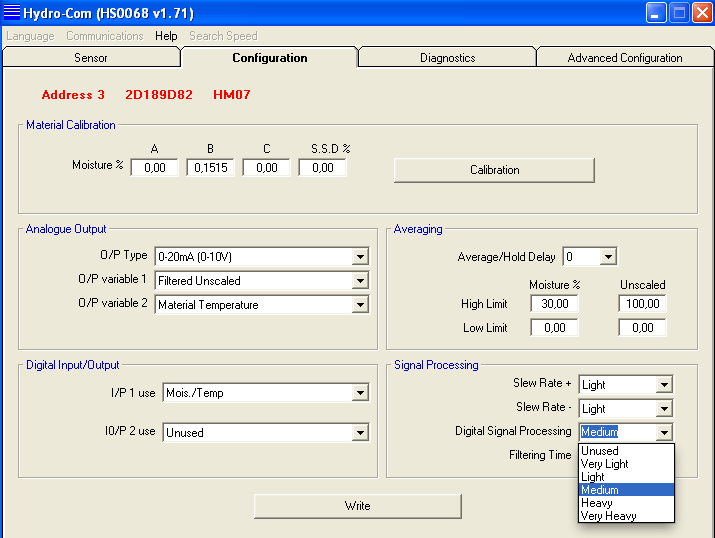 Hydro-Com (HS0068 v1.71)
Language Communications Help Search Speed
Sensor Configuration Diagnostics Advanced Configuration
Address 3 2D189D82 HM07
Material Calibration
A B C S.S.D %
Moisture % 0,00 0,1515 0,00 0,00
Calibration
Analogue Output
O/P Type 0-20mA (0-10V)
O/P variable 1 Filtered Unscaled
O/P variable 2 Material Temperature
Averaging
Average/Hold Delay 0
Moisture % Unscaled
High Limit 30,00 100,00
Low Limit 0,00 0,00
Digital Input/Output
I/P 1 use Mois./Temp
IO/P 2 use Unused
Signal Processing
Slew Rate + Light
Slew Rate - Light
Digital Signal Processing Medium
Filtering Time
Unused
Very Light
Light
Medium
Heavy
Very Heavy
Write